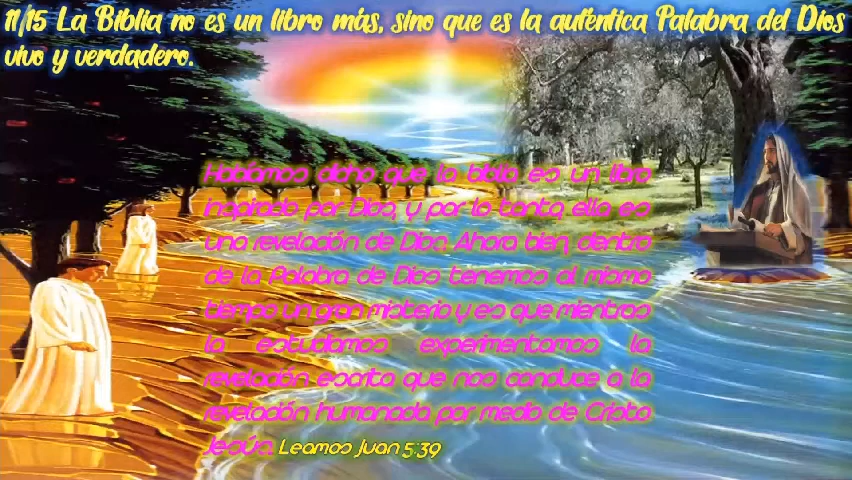 11/15 La Biblia no es un libro más, sino que es la auténtica Palabra del Dios
vivo y verdadero.
Habíamos dicho que la biblia es un libro
inspirado por Dios, y por lo tanto, ella es
una revelación de Dios. Ahora bien, dentro
de la Palabra de Dios tenemos al mismo
tiempo un gran misterio y es que mientras
la estudiamos experimentamos la
revelación escrita que nos conduce a la
revelación humanada por medio de Cristo
Jesús. Leamos Juan 5:39